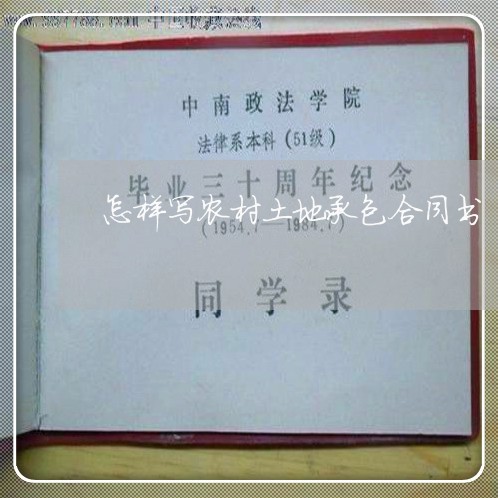 中南政法学院
法律系本科（51级）
毕业三十周年纪念
怎样写农村土地承包合同书
（1954.7—1984.7）
同学录